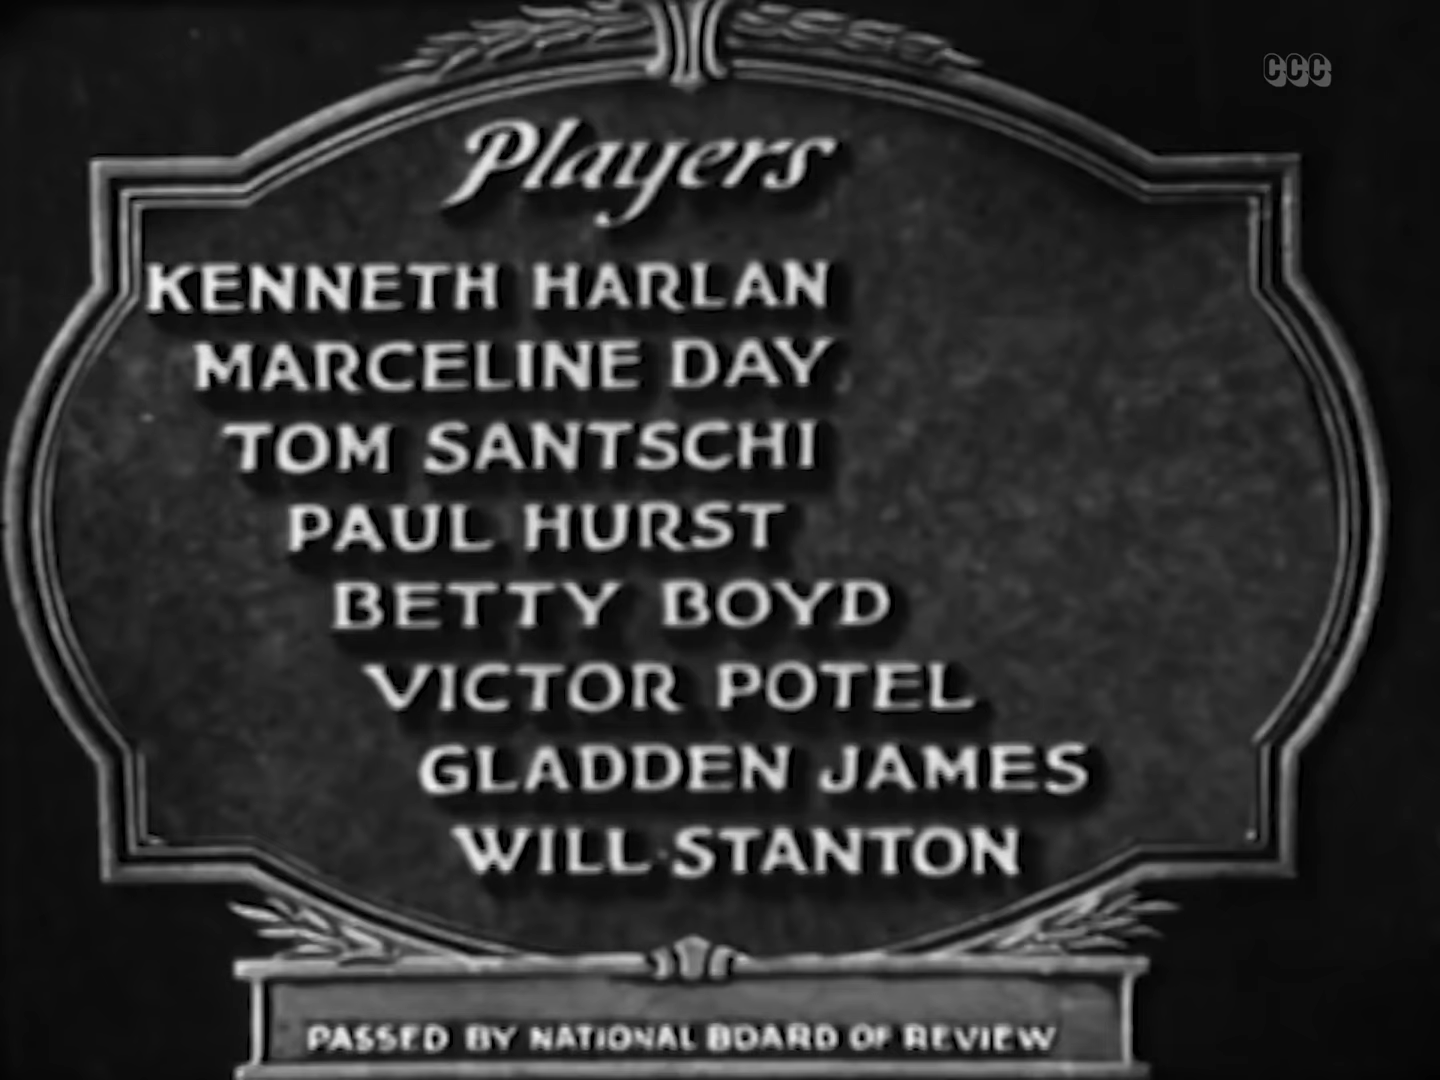 CCC
Players
KENNETH HARLAN
MARCELINE DAY
TOM SANTSCHI
PAUL HURST
BETTY BOYD
VICTOR POTEL
GLADDEN JAMES
WILL STANTON
PASSED BY NATIONAL BOARD OF REVIEW